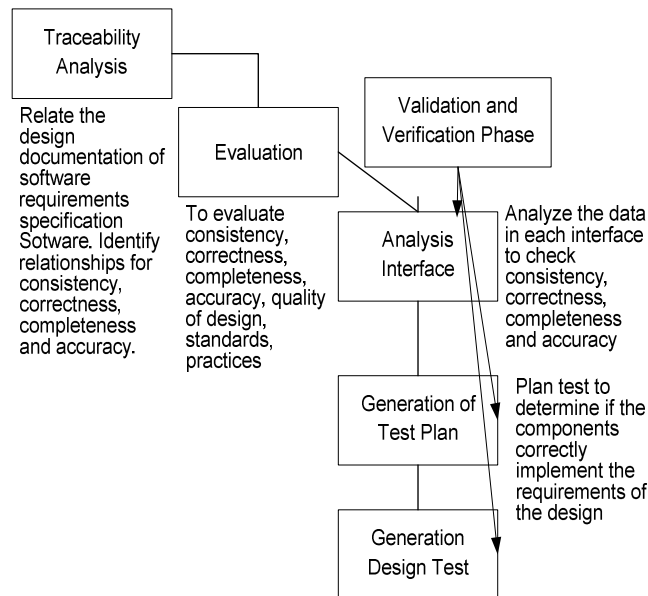 Traceability
Analysis
Relate the
design
documentation of
software
requirements
specification
Sotware. Identify
relationships for
consistency,
correctness,
completeness
and accuracy.
Evaluation
To evaluate
consistency,
correctness,
completeness,
accuracy, quality
of design,
standards,
practices
Validation and
Verification Phase
Analysis
Interface
Analyze the data
in each interface
to check
consistency,
correctness,
completeness
and accuracy
Generation of
Test Plan
Plan test to
determine if the
components
correctly
implement the
requirements of
the design
Generation
Design Test